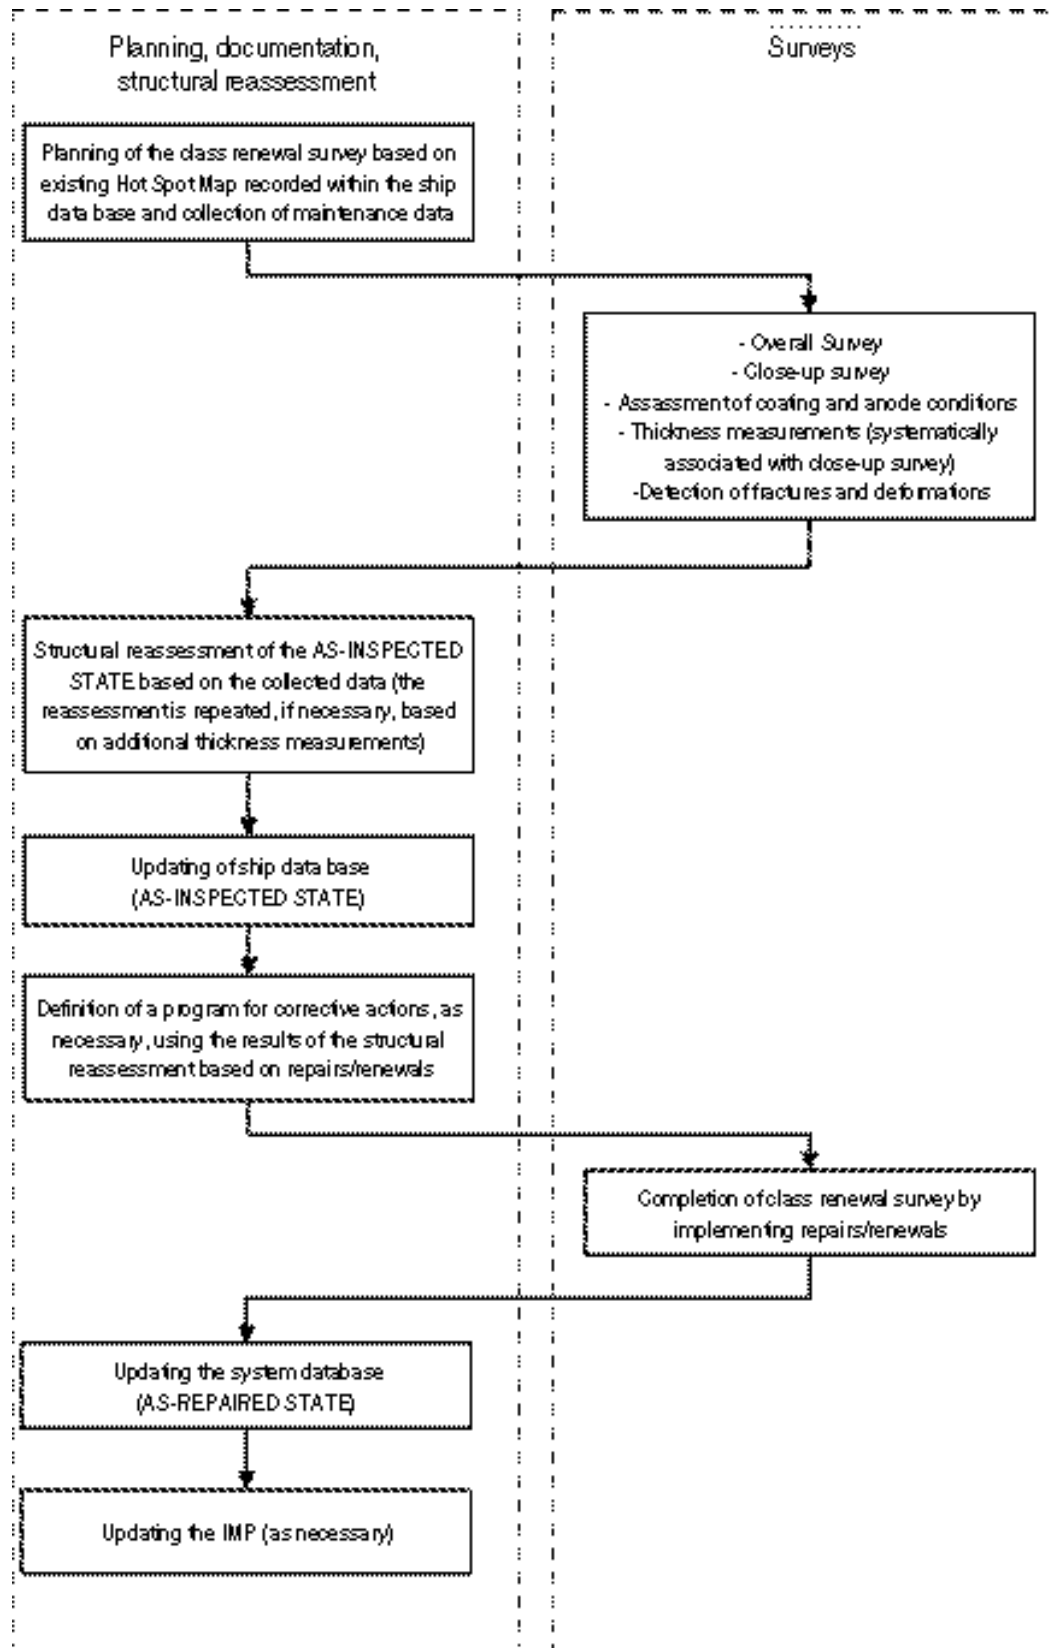 Planning, documentation,
structural reassessment
Surveys
Planning of the class renewal survey based on
existing Hot Spot Map recorded within the ship
data base and collection of maintenance data
- Overall Survey
- Close-up survey
- Assassment of coating and anode conditions
- Thickness measurements (systematically
associated with close-up survey)
-Detection of fractures and deformations
Structural reassessment of the AS-INSPECTED
STATE based on the collected data (the
reassessment is repeated, if necessary, based
on additional thickness measurements)
Updating of ship data base
(AS-INSPECTED STATE)
Definition of a program for corrective actions, as
necessary, using the results of the structural
reassessment based on repairs/renewals
Completion of class renewal survey by
implementing repairs/renewals
Updating the system database
(AS-REPAIRED STATE)
Updating the IMP (as necessary)